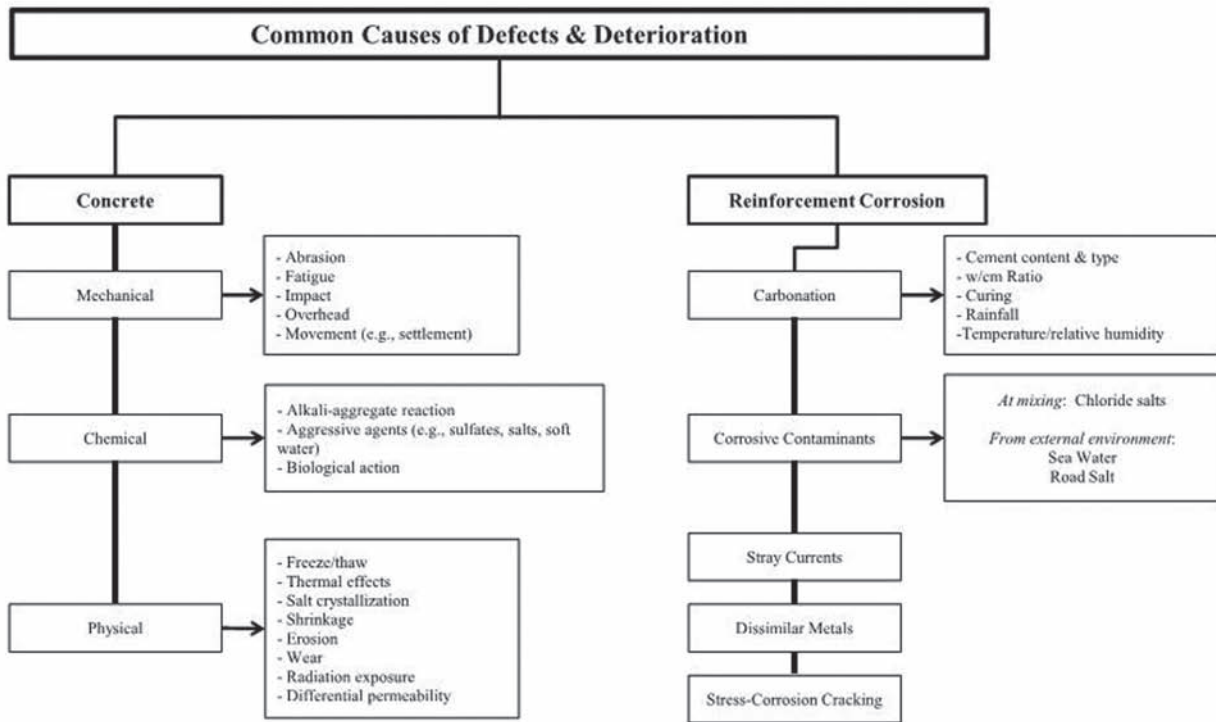 Common Causes of Defects & Deterioration
Concrete
Mechanical
- Abrasion
- Fatigue
- Impact
- Overhead
- Movement (e.g., settlement)
Chemical
- Alkali-aggregate reaction
- Aggressive agents (e.g., sulfates, salts, soft
water)
- Biological action
Physical
- Freeze/thaw
- Thermal effects
- Salt crystallization
- Shrinkage
- Erosion
- Wear
- Radiation exposure
- Differential permeability
Reinforcement Corrosion
Carbonation
- Cement content & type
- w/cm Ratio
- Curing
- Rainfall
-Temperature/relative humidity
Corrosive Contaminants
At mixing: Chloride salts
From external environment:
Sea Water
Road Salt
Stray Currents
Dissimilar Metals
Stress-Corrosion Cracking